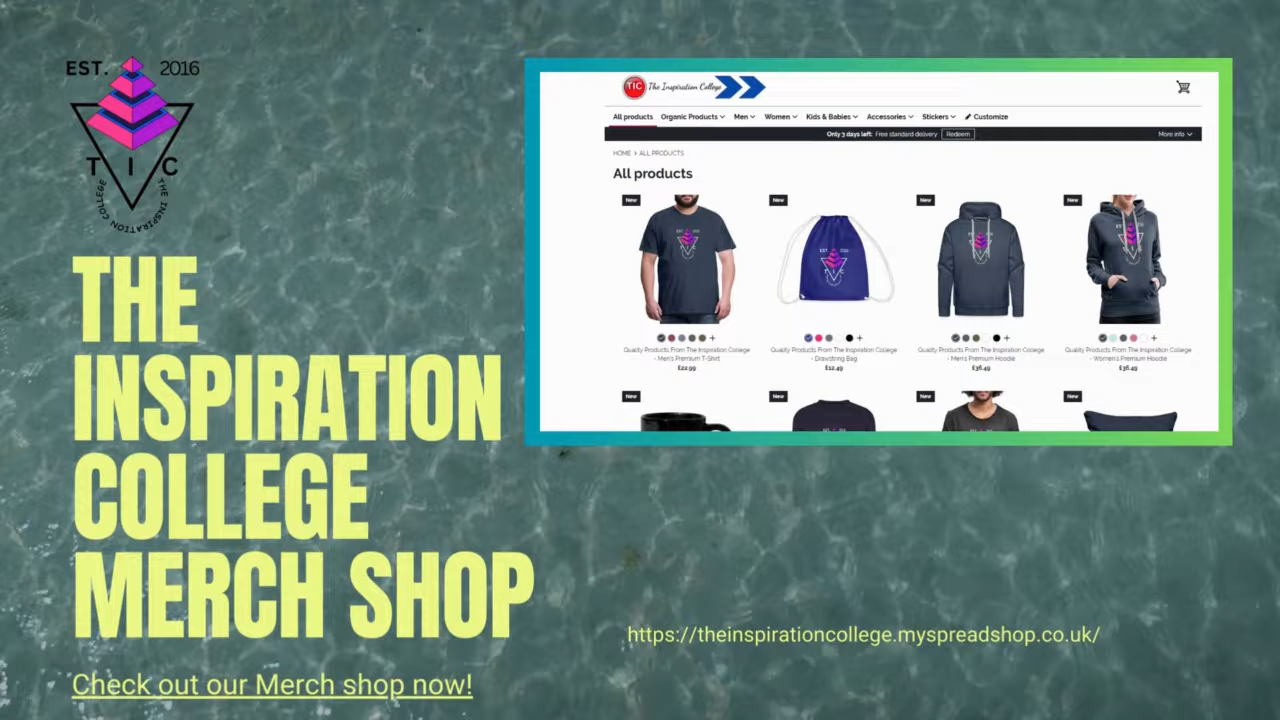 EST. 2016
T I C
THE INSPIRATION COLLEGE
THE
INSPIRATION
COLLEGE
MERCH SHOP
Check out our Merch shop now!
TIC The Inspiration College
All products Organic Products Men Women Kids & Babies Accessories Stickers Customize
Only 3 days left: Free standard delivery Redeem More info
HOME > ALL PRODUCTS
All products
New New New New
EST. 2016
T I C
Quality Products From The Inspiration College
- Men's Premium T-Shirt
£22.99
Quality Products From The Inspiration College
- Drawstring Bag
£12.49
Quality Products From The Inspiration College
- Men's Premium Hoodie
£36.49
Quality Products From The Inspiration College
- Women's Premium Hoodie
£36.49
New New New New
https://theinspirationcollege.myspreadshop.co.uk/